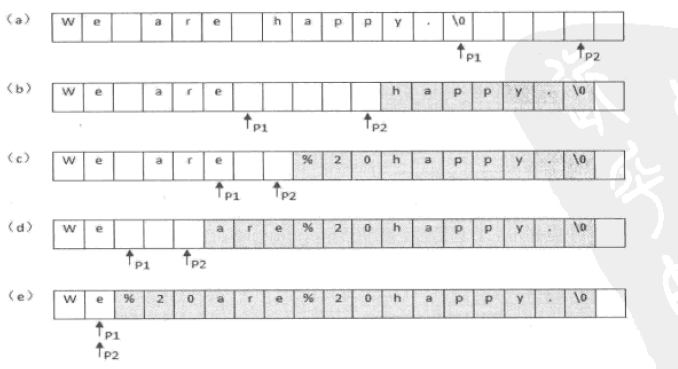 (a) W e a r e h a p p y . \0
P1 P2
(b) W e a r e h a p p y . \0
P1 P2
(c) W e a r e % 2 0 h a p p y . \0
P1 P2
(d) W e a r e % 2 0 h a p p y . \0
P1 P2
(e) W e % 2 0 a r e % 2 0 h a p p y . \0
P1
P2